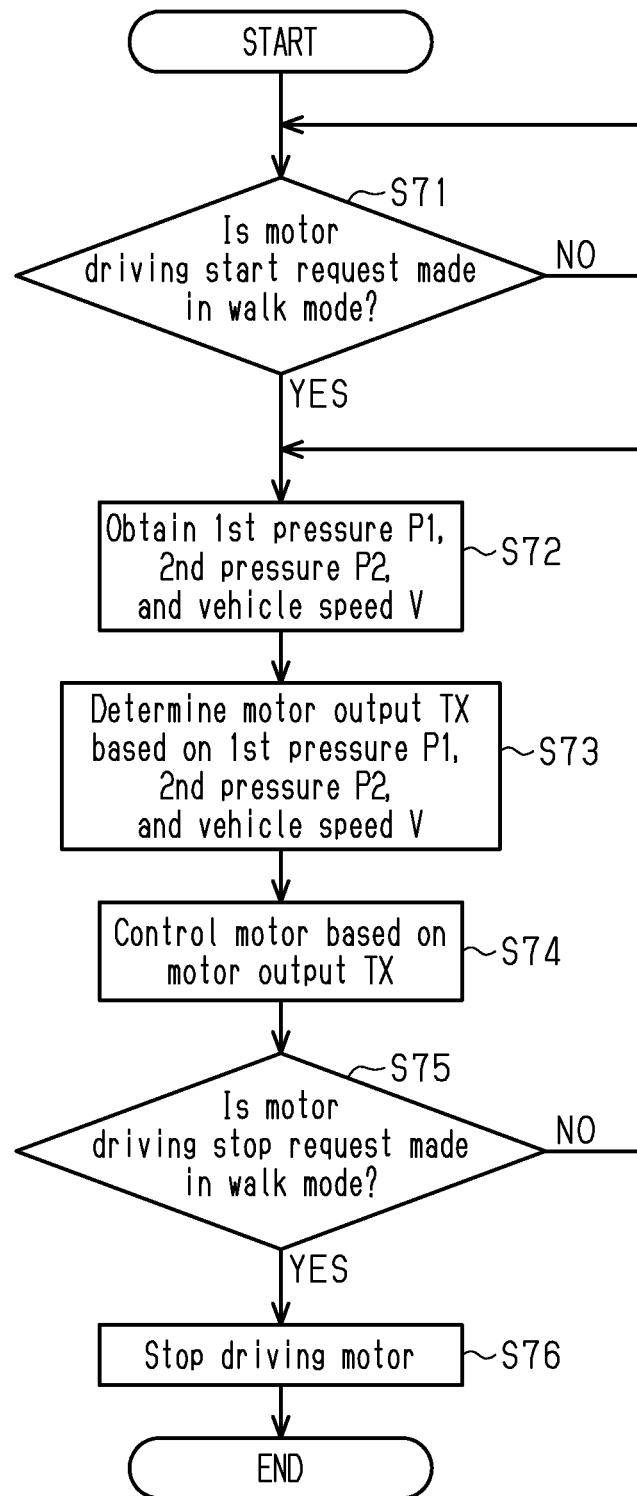 START
S71
Is motor
driving start request made
in walk mode?
NO
YES
Obtain 1st pressure P1,
2nd pressure P2,
and vehicle speed V
S72
Determine motor output TX
based on 1st pressure P1,
2nd pressure P2,
and vehicle speed V
S73
Control motor based on
motor output TX
S74
S75
Is motor
driving stop request made
in walk mode?
NO
YES
Stop driving motor
S76
END